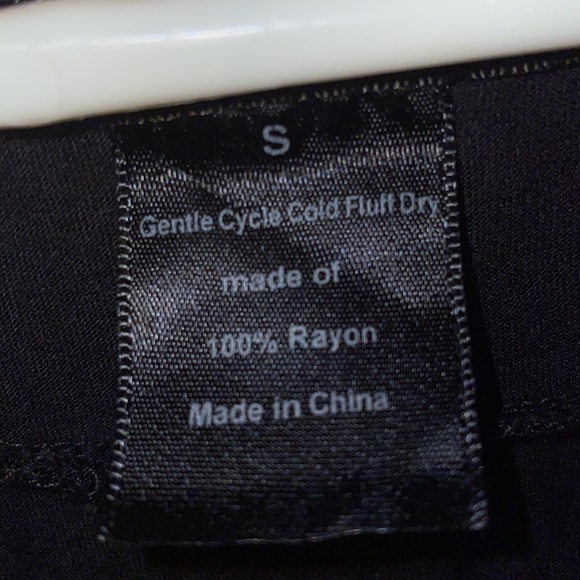 S
Gentle Cycle Cold Fluff Dry
made of
100% Rayon
Made in China